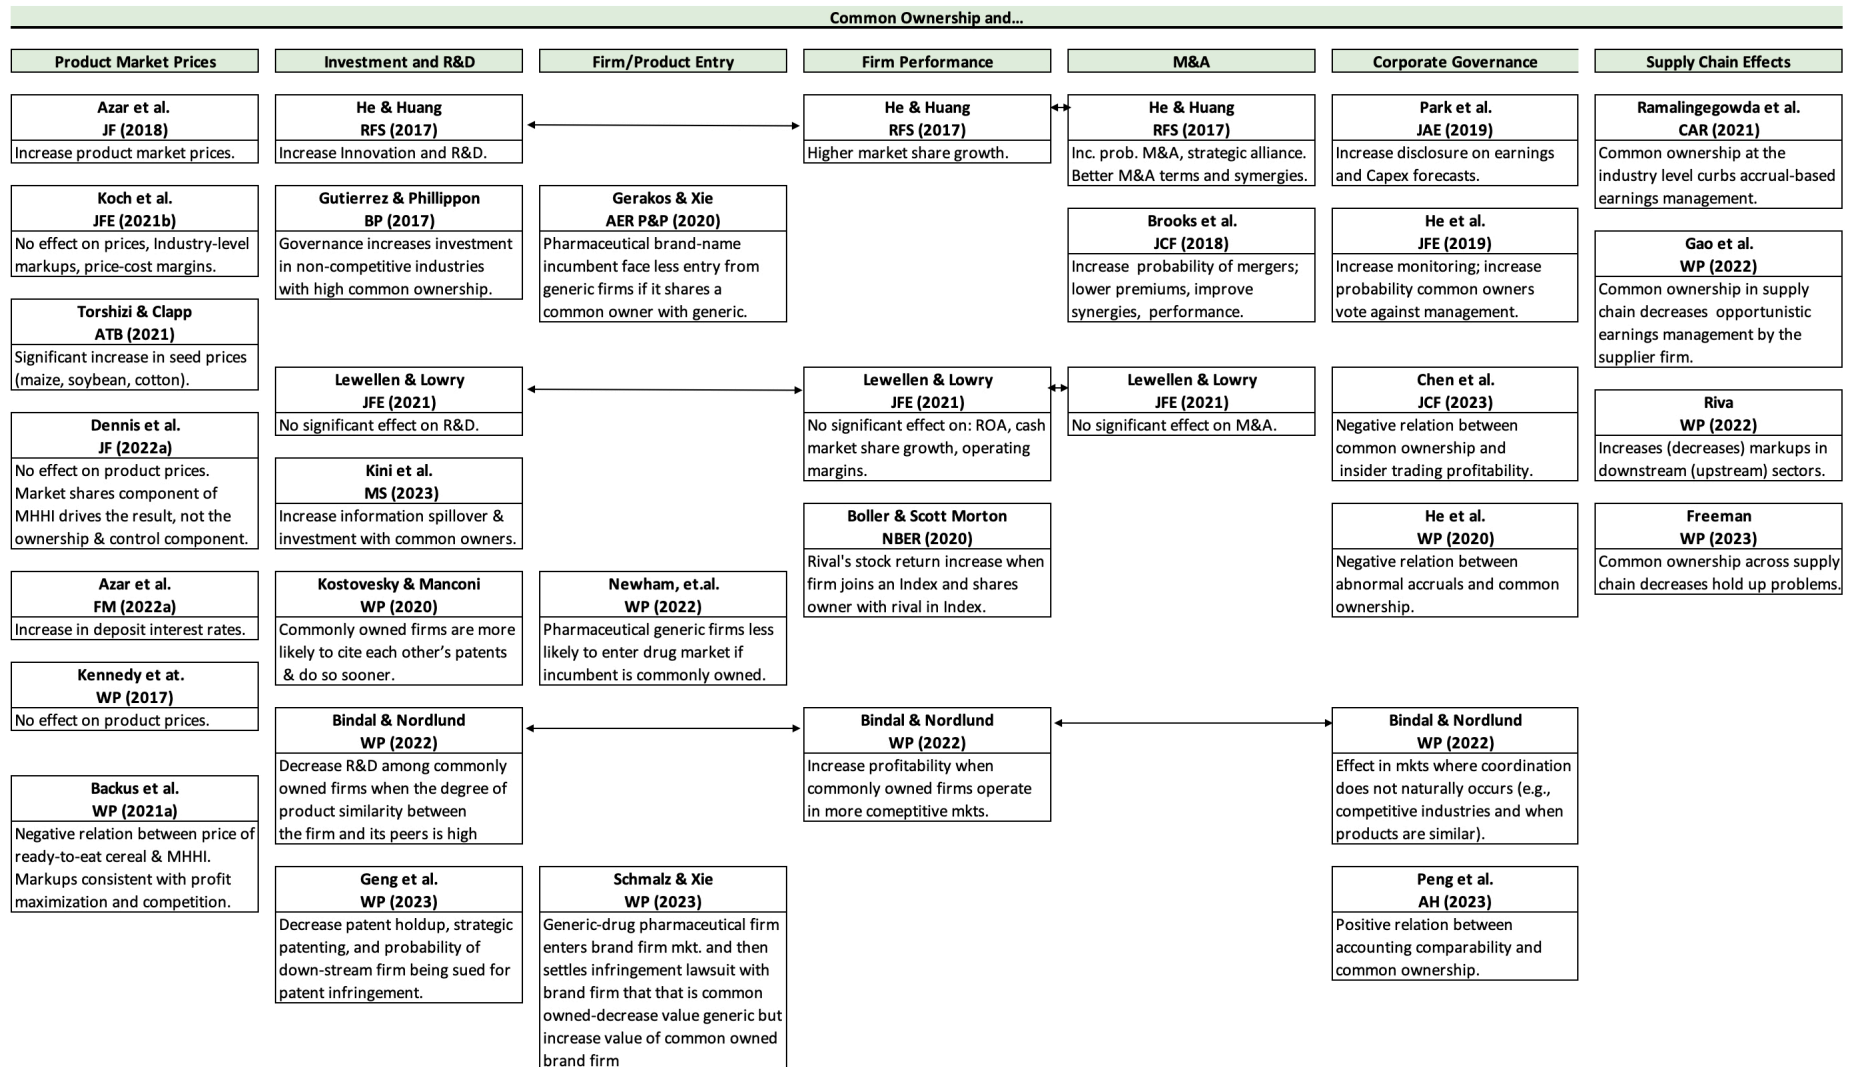 Common Ownership and…
Product Market Prices
Azar et al.
JF (2018)
Increase product market prices.
Koch et al.
JFE (2021b)
No effect on prices, Industry-level
markups, price-cost margins.
Torshizi & Clapp
ATB (2021)
Significant increase in seed prices
(maize, soybean, cotton).
Dennis et al.
JF (2022a)
No effect on product prices.
Market shares component of
MHHI drives the result, not the
ownership & control component.
Azar et al.
FM (2022a)
Increase in deposit interest rates.
Kennedy et at.
WP (2017)
No effect on product prices.
Backus et al.
WP (2021a)
Negative relation between price of
ready-to-eat cereal & MHHI.
Markups consistent with profit
maximization and competition.
Investment and R&D
He & Huang
RFS (2017)
Increase Innovation and R&D.
Gutierrez & Phillippon
BP (2017)
Governance increases investment
in non-competitive industries
with high common ownership.
Lewellen & Lowry
JFE (2021)
No significant effect on R&D.
Kini et al.
MS (2023)
Increase information spillover &
investment with common owners.
Kostovesky & Manconi
WP (2020)
Commonly owned firms are more
likely to cite each other’s patents
& do so sooner.
Bindal & Nordlund
WP (2022)
Decrease R&D among commonly
owned firms when the degree of
product similarity between
the firm and its peers is high
Geng et al.
WP (2023)
Decrease patent holdup, strategic
patenting, and probability of
down-stream firm being sued for
patent infringement.
Firm/Product Entry
Gerakos & Xie
AER P&P (2020)
Pharmaceutical brand-name
incumbent face less entry from
generic firms if it shares a
common owner with generic.
Newham, et.al.
WP (2022)
Pharmaceutical generic firms less
likely to enter drug market if
incumbent is commonly owned.
Schmalz & Xie
WP (2023)
Generic-drug pharmaceutical firm
enters brand firm mkt. and then
settles infringement lawsuit with
brand firm that that is common
owned-decrease value generic but
increase value of common owned
brand firm
Firm Performance
He & Huang
RFS (2017)
Higher market share growth.
Lewellen & Lowry
JFE (2021)
No significant effect on: ROA, cash
market share growth, operating
margins.
Boller & Scott Morton
NBER (2020)
Rival's stock return increase when
firm joins an Index and shares
owner with rival in Index.
Bindal & Nordlund
WP (2022)
Increase profitability when
commonly owned firms operate
in more comeptitive mkts.
M&A
He & Huang
RFS (2017)
Inc. prob. M&A, strategic alliance.
Better M&A terms and synergies.
Brooks et al.
JCF (2018)
Increase probability of mergers;
lower premiums, improve
synergies, performance.
Lewellen & Lowry
JFE (2021)
No significant effect on M&A.
Corporate Governance
Park et al.
JAE (2019)
Increase disclosure on earnings
and Capex forecasts.
He et al.
JFE (2019)
Increase monitoring; increase
probability common owners
vote against management.
Chen et al.
JCF (2023)
Negative relation between
common ownership and
insider trading profitability.
He et al.
WP (2020)
Negative relation between
abnormal accruals and common
ownership.
Bindal & Nordlund
WP (2022)
Effect in mkts where coordination
does not naturally occurs (e.g.,
competitive industries and when
products are similar).
Peng et al.
AH (2023)
Positive relation between
accounting comparability and
common ownership.
Supply Chain Effects
Ramalingegowda et al.
CAR (2021)
Common ownership at the
industry level curbs accrual-based
earnings management.
Gao et al.
WP (2022)
Common ownership in supply
chain decreases opportunistic
earnings management by the
supplier firm.
Riva
WP (2022)
Increases (decreases) markups in
downstream (upstream) sectors.
Freeman
WP (2023)
Common ownership across supply
chain decreases hold up problems.